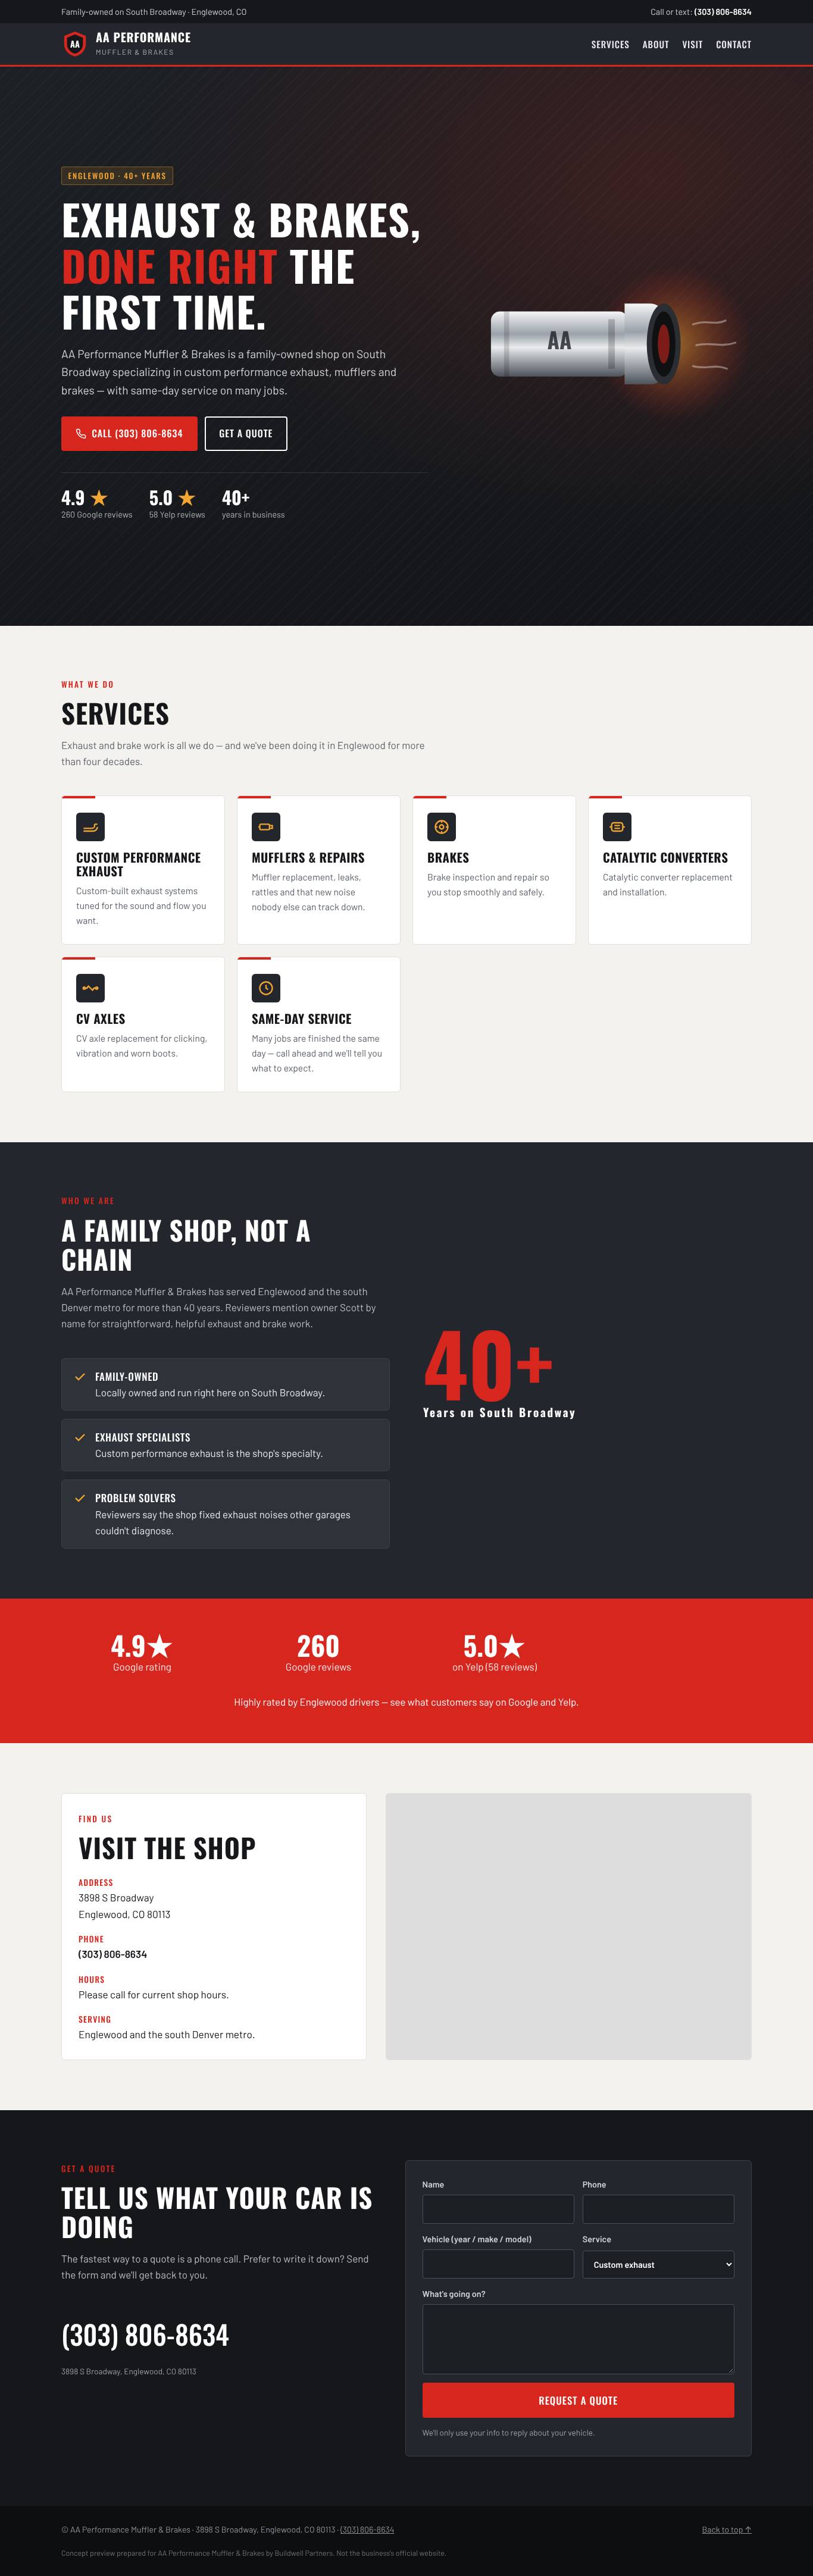 Family-owned on South Broadway · Englewood, CO
Call or text: (303) 806-8634
AA
AA PERFORMANCE
MUFFLER & BRAKES
SERVICES
ABOUT
VISIT
CONTACT
ENGLEWOOD · 40+ YEARS
EXHAUST & BRAKES,
DONE RIGHT THE
FIRST TIME.
AA Performance Muffler & Brakes is a family-owned shop on South
Broadway specializing in custom performance exhaust, mufflers and
brakes — with same-day service on many jobs.
CALL (303) 806-8634
GET A QUOTE
4.9 ★
260 Google reviews
5.0 ★
58 Yelp reviews
40+
years in business
AA
WHAT WE DO
SERVICES
Exhaust and brake work is all we do — and we've been doing it in Englewood for more
than four decades.
CUSTOM PERFORMANCE
EXHAUST
Custom-built exhaust systems
tuned for the sound and flow you
want.
MUFFLERS & REPAIRS
Muffler replacement, leaks,
rattles and that new noise
nobody else can track down.
BRAKES
Brake inspection and repair so
you stop smoothly and safely.
CATALYTIC CONVERTERS
Catalytic converter replacement
and installation.
CV AXLES
CV axle replacement for clicking,
vibration and worn boots.
SAME-DAY SERVICE
Many jobs are finished the same
day — call ahead and we'll tell you
what to expect.
WHO WE ARE
A FAMILY SHOP, NOT A
CHAIN
AA Performance Muffler & Brakes has served Englewood and the south
Denver metro for more than 40 years. Reviewers mention owner Scott by
name for straightforward, helpful exhaust and brake work.
FAMILY-OWNED
Locally owned and run right here on South Broadway.
EXHAUST SPECIALISTS
Custom performance exhaust is the shop's specialty.
PROBLEM SOLVERS
Reviewers say the shop fixed exhaust noises other garages
couldn't diagnose.
40+
Years on South Broadway
4.9★
Google rating
260
Google reviews
5.0★
on Yelp (58 reviews)
Highly rated by Englewood drivers — see what customers say on Google and Yelp.
FIND US
VISIT THE SHOP
ADDRESS
3898 S Broadway
Englewood, CO 80113
PHONE
(303) 806-8634
HOURS
Please call for current shop hours.
SERVING
Englewood and the south Denver metro.
GET A QUOTE
TELL US WHAT YOUR CAR IS
DOING
The fastest way to a quote is a phone call. Prefer to write it down? Send
the form and we'll get back to you.
(303) 806-8634
3898 S Broadway, Englewood, CO 80113
Name
Phone
Vehicle (year / make / model)
Service
Custom exhaust
What's going on?
REQUEST A QUOTE
We'll only use your info to reply about your vehicle.
© AA Performance Muffler & Brakes · 3898 S Broadway, Englewood, CO 80113 · (303) 806-8634
Back to top ↑
Concept preview prepared for AA Performance Muffler & Brakes by Buildwell Partners. Not the business's official website.